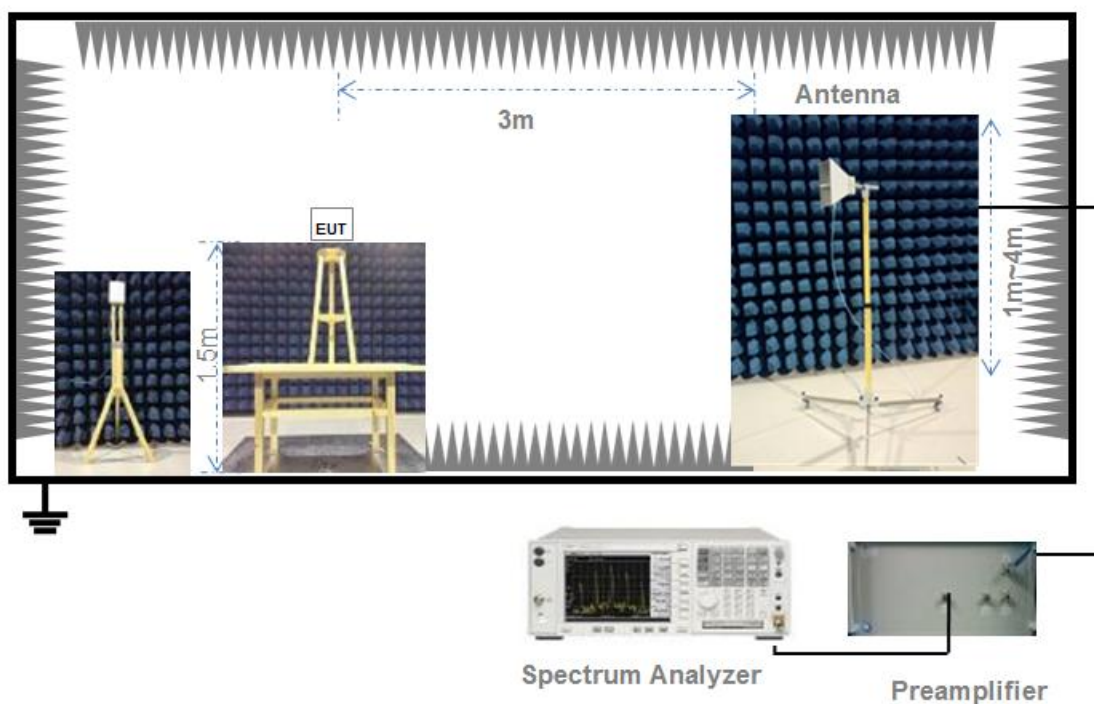 Antenna
3m
EUT
1m~4m
1.5m
Spectrum Analyzer
Preamplifier